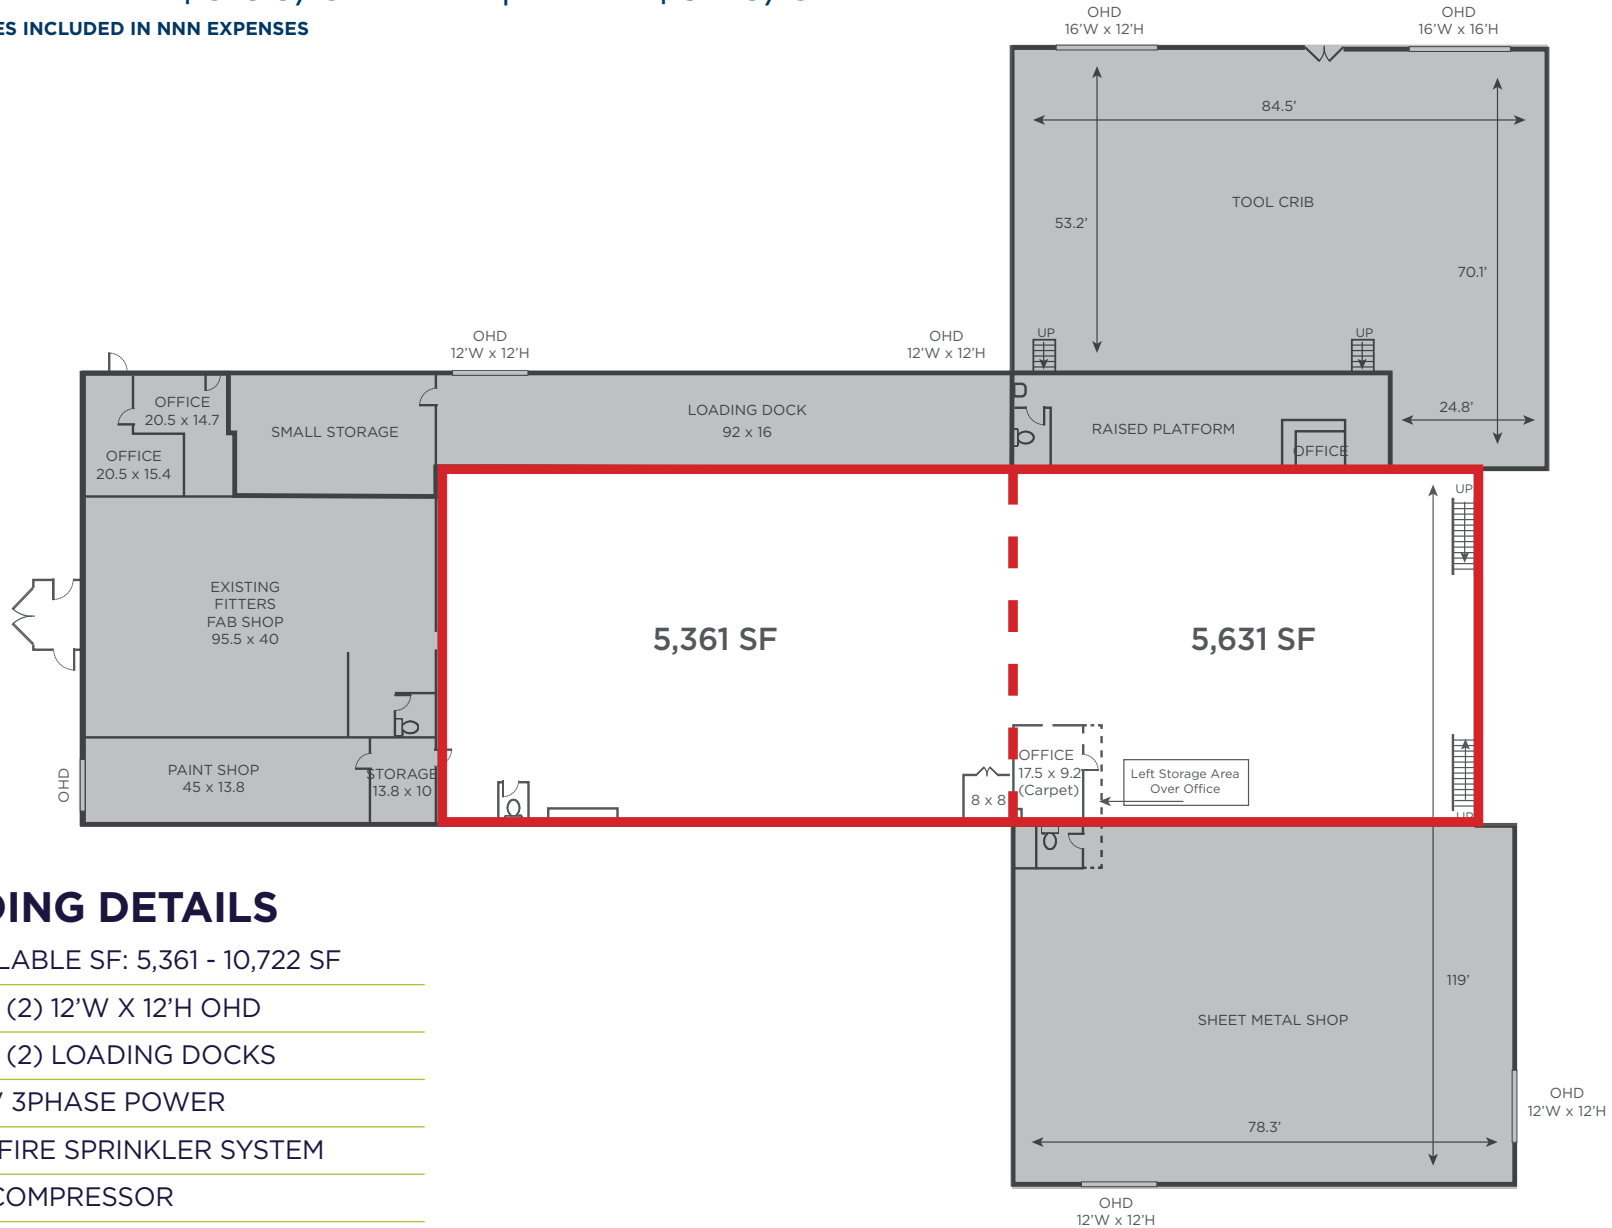 ES INCLUDED IN NNN EXPENSES
OHD
16'W x 12'H
OHD
16'W x 16'H
84.5'
53.2'
TOOL CRIB
70.1'
UP
UP
24.8'
OHD
12'W x 12'H
OHD
12'W x 12'H
OFFICE
20.5 x 14.7
OFFICE
20.5 x 15.4
SMALL STORAGE
LOADING DOCK
92 x 16
RAISED PLATFORM
OFFICE
UP
EXISTING
FITTERS
FAB SHOP
95.5 x 40
5,361 SF
5,631 SF
OHD
PAINT SHOP
45 x 13.8
STORAGE
13.8 x 10
8 x 8
OFFICE
17.5 x 9.2
(Carpet)
Left Storage Area
Over Office
UP
119'
SHEET METAL SHOP
78.3'
OHD
12'W x 12'H
OHD
12'W x 12'H
DING DETAILS
LABLE SF: 5,361 - 10,722 SF
(2) 12'W X 12'H OHD
(2) LOADING DOCKS
3PHASE POWER
FIRE SPRINKLER SYSTEM
COMPRESSOR